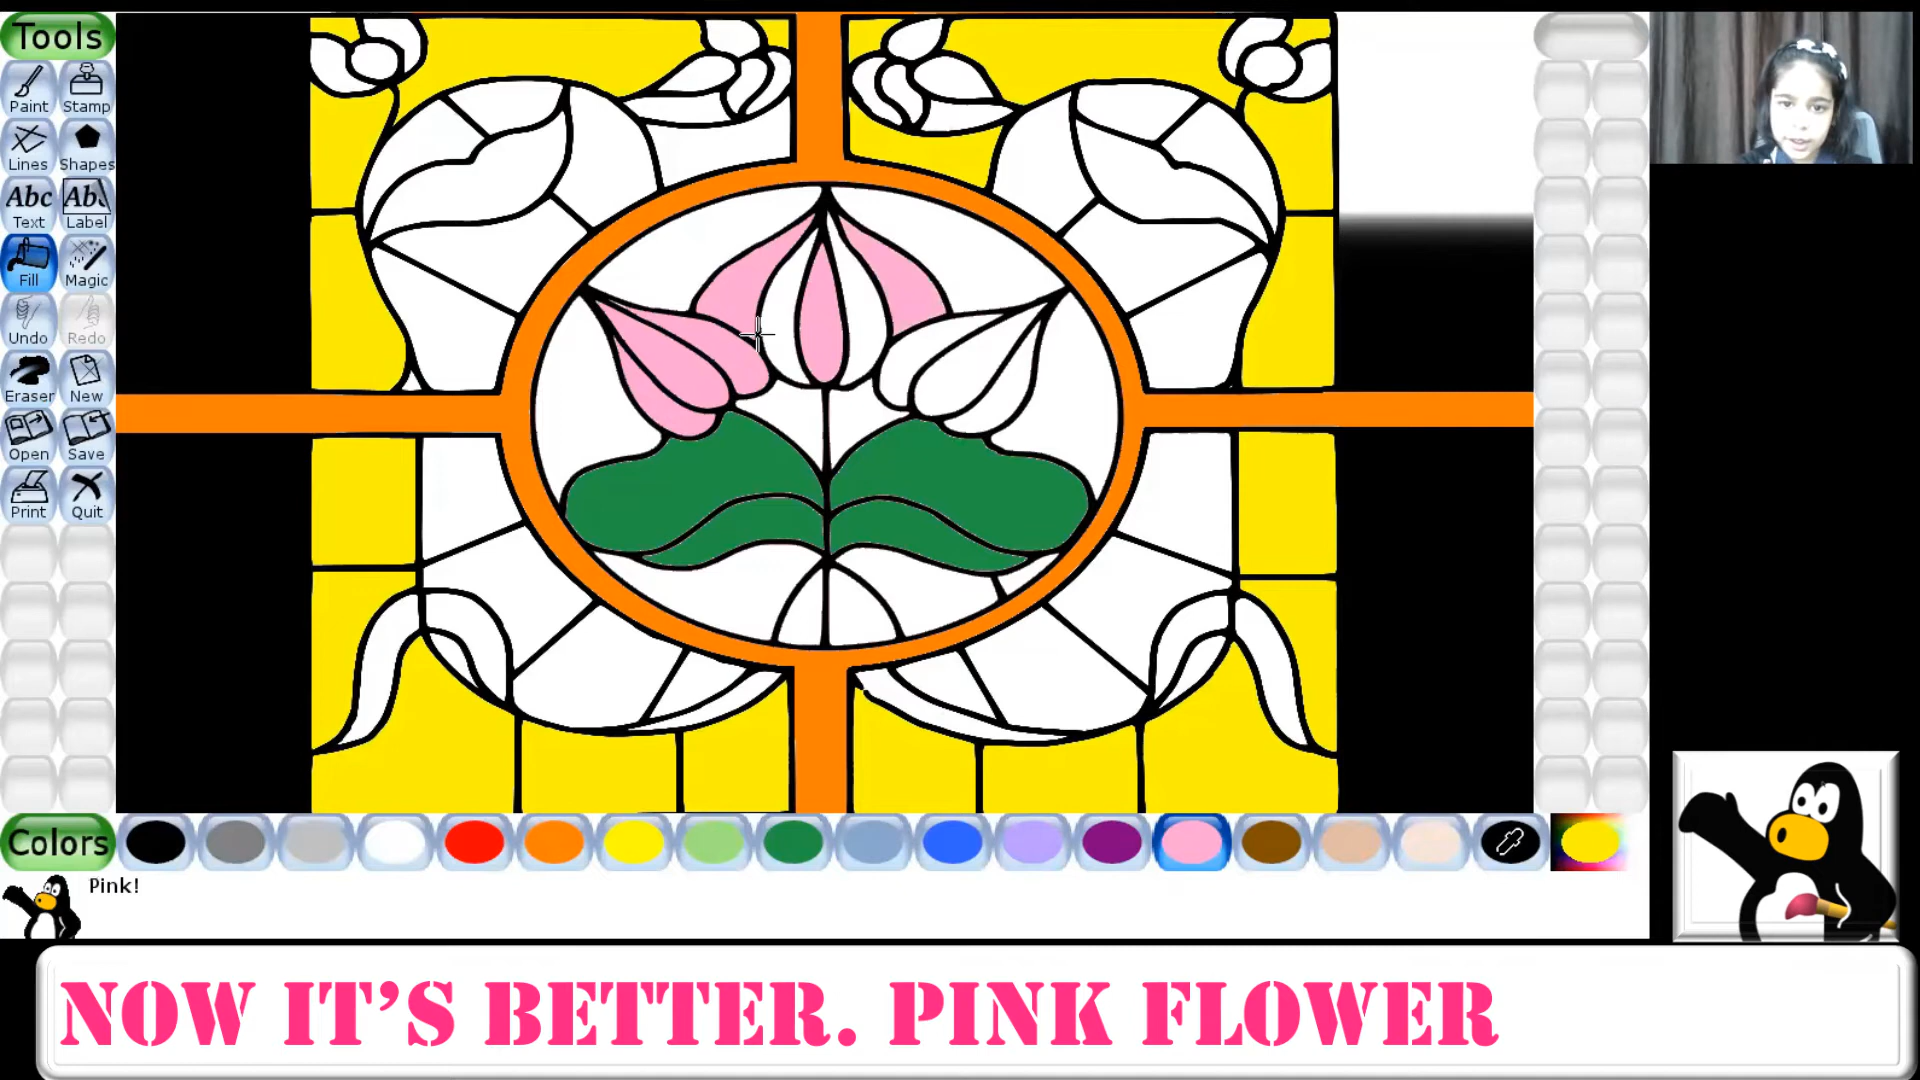 Tools
Paint Stamp
Lines Shapes
Abc Abc
Text Label
Fill Magic
Undo Redo
Eraser New
Open Save
Print Quit
Colors
Pink!
NOW IT'S BETTER. PINK FLOWER